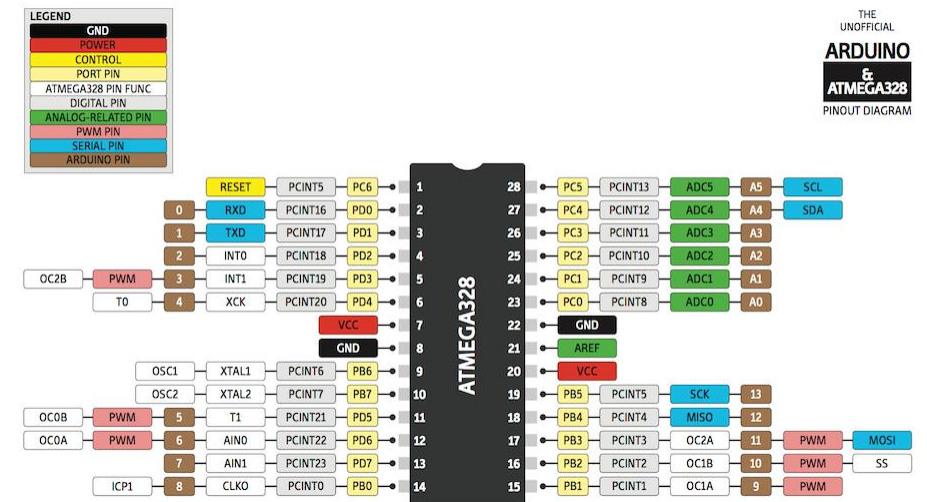 LEGEND
GND
POWER
CONTROL
PORT PIN
ATMEGA328 PIN FUNC
DIGITAL PIN
ANALOG-RELATED PIN
PWM PIN
SERIAL PIN
ARDUINO PIN
THE
UNOFFICIAL
ARDUINO
&
ATMEGA328
PINOUT DIAGRAM
RESET PCINT5 PC6 1 28 PC5 PCINT13 ADC5 A5 SCL
0 RXD PCINT16 PD0 2 27 PC4 PCINT12 ADC4 A4 SDA
1 TXD PCINT17 PD1 3 26 PC3 PCINT11 ADC3 A3
2 INT0 PCINT18 PD2 4 25 PC2 PCINT10 ADC2 A2
OC2B PWM 3 INT1 PCINT19 PD3 5 24 PC1 PCINT9 ADC1 A1
T0 4 XCK PCINT20 PD4 6 23 PC0 PCINT8 ADC0 A0
VCC 7 22 GND
GND 8 21 AREF
OSC1 XTAL1 PCINT6 PB6 9 20 VCC
OSC2 XTAL2 PCINT7 PB7 10 19 PB5 PCINT5 SCK 13
OC0B PWM 5 T1 PCINT21 PD5 11 18 PB4 PCINT4 MISO 12
OC0A PWM 6 AIN0 PCINT22 PD6 12 17 PB3 PCINT3 OC2A 11 PWM MOSI
7 AIN1 PCINT23 PD7 13 16 PB2 PCINT2 OC1B 10 PWM SS
ICP1 8 CLKO PCINT0 PB0 14 15 PB1 PCINT1 OC1A 9 PWM
ATMEGA328